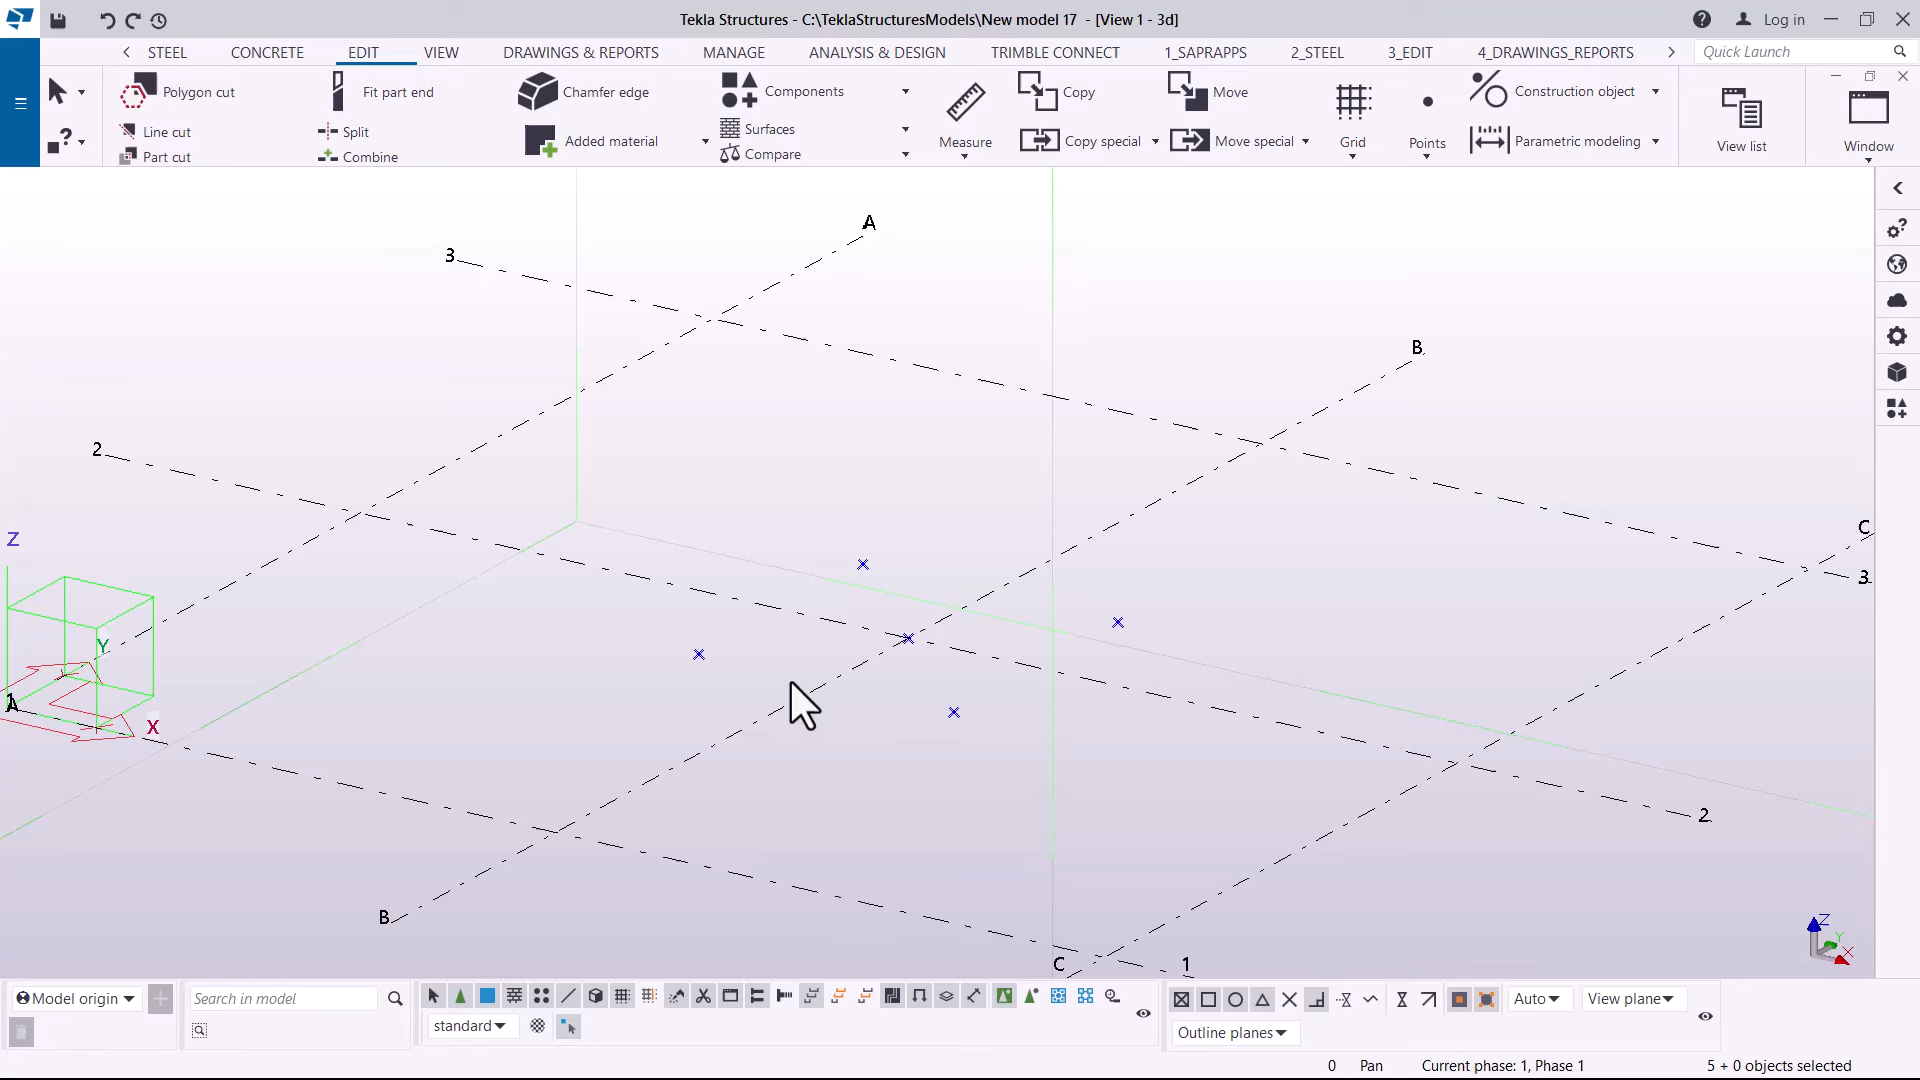 Tekla Structures - C:\TeklaStructuresModels\New model 17 - [View 1 - 3d]
Log in
STEEL CONCRETE EDIT VIEW DRAWINGS & REPORTS MANAGE ANALYSIS & DESIGN TRIMBLE CONNECT 1_SAPRAPPS 2_STEEL 3_EDIT 4_DRAWINGS_REPORTS Quick Launch
Polygon cut Fit part end Chamfer edge Components Copy Move Construction object
Line cut Split Added material Surfaces Measure Copy special Move special Grid Points Parametric modeling View list Window
Part cut Combine Compare
A
3
B
2
C
Z
3
Y
1
A
X
2
B
Z
Y
X
C
1
Model origin Search in model Auto View plane
standard Outline planes
0 Pan Current phase: 1, Phase 1 5 + 0 objects selected